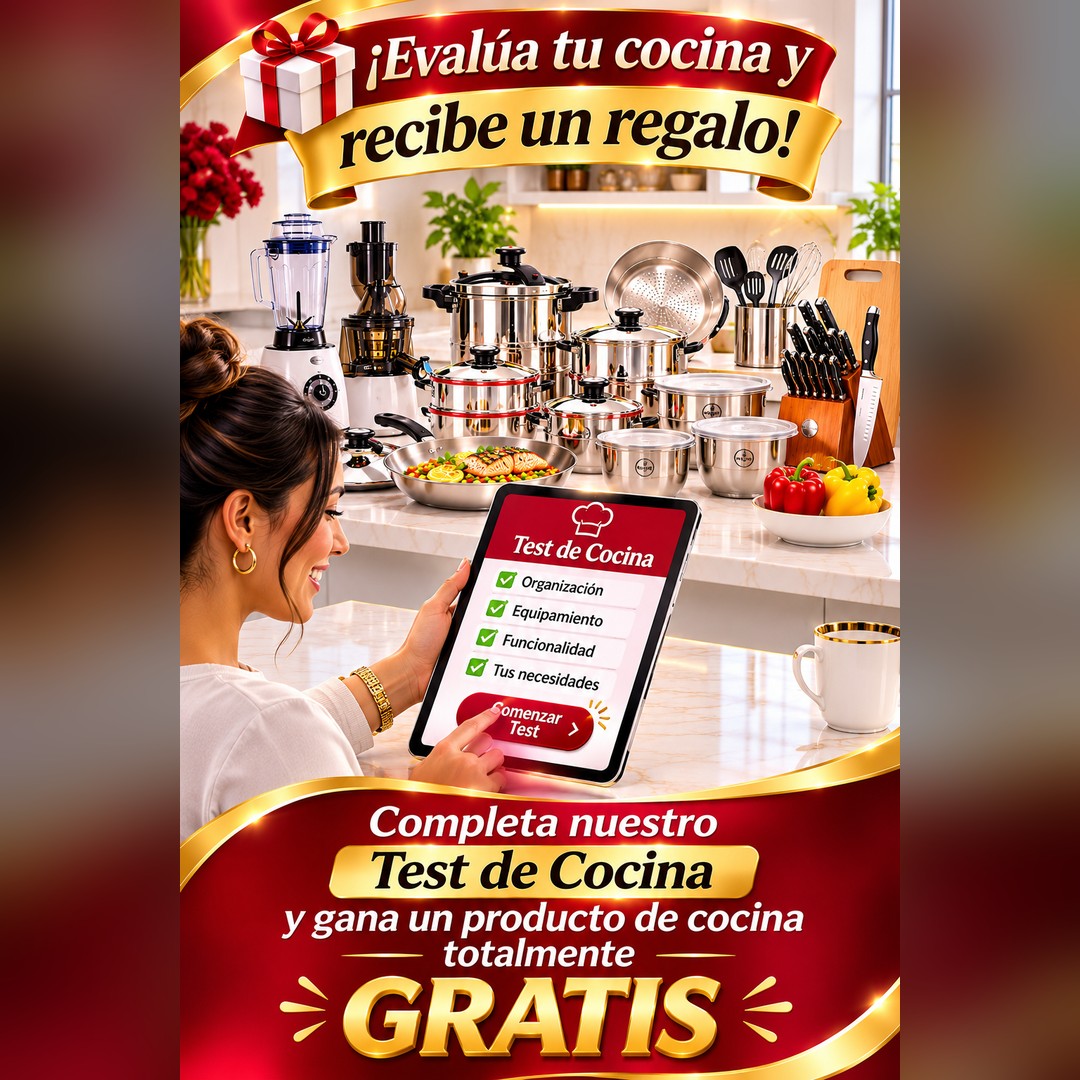 ¡Evalúa tu cocina y
recibe un regalo!
Test de Cocina
Organización
Equipamiento
Funcionalidad
Tus necesidades
Comenzar
Test
Completa nuestro
Test de Cocina
y gana un producto de cocina
totalmente
GRATIS